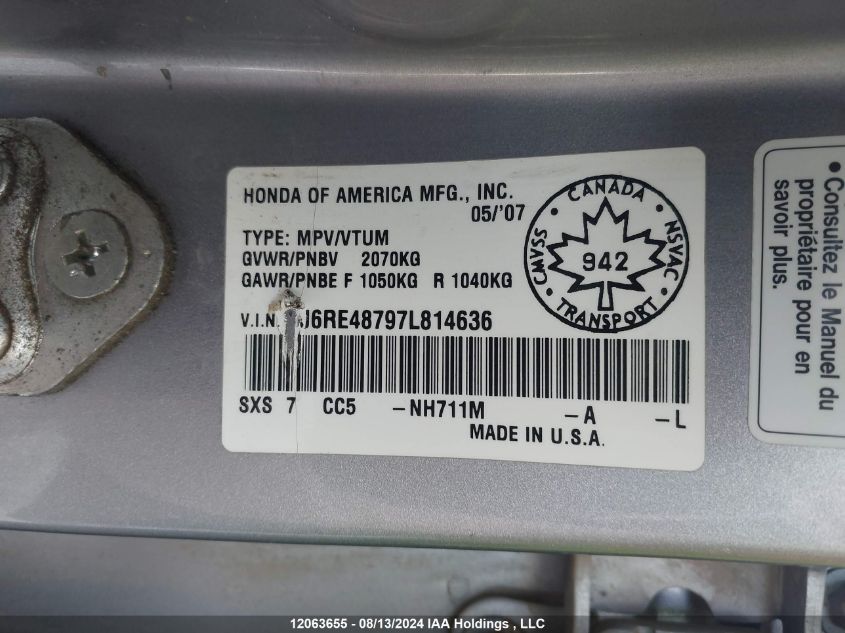 HONDA OF AMERICA MFG., INC.
05/'07
TYPE: MPV/VTUM
GVWR/PNBV 2070KG
GAWR/PNBE F 1050KG R 1040KG
V.I.N. J6RE48797L814636
SXS 7 CC5 -NH711M -A -L
MADE IN U.S.A.
CANADA
CMVSS
942
NSVAC
TRANSPORT
• Consultez le Manuel du
propriétaire pour en
savoir plus.
12063655 - 08/13/2024 IAA Holdings , LLC